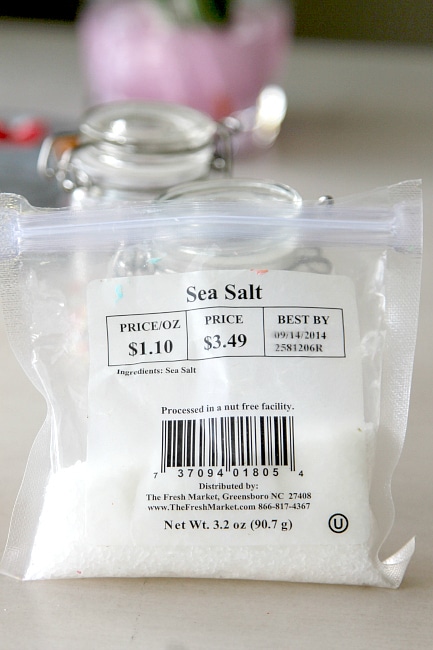 Sea Salt
PRICE/OZ PRICE BEST BY
$1.10 $3.49 09/14/2014
2581206R
Ingredients: Sea Salt
Processed in a nut free facility.
7 37094 01805 4
Distributed by:
The Fresh Market, Greensboro NC 27408
www.TheFreshMarket.com 866-817-4367
Net Wt. 3.2 oz (90.7 g)
U